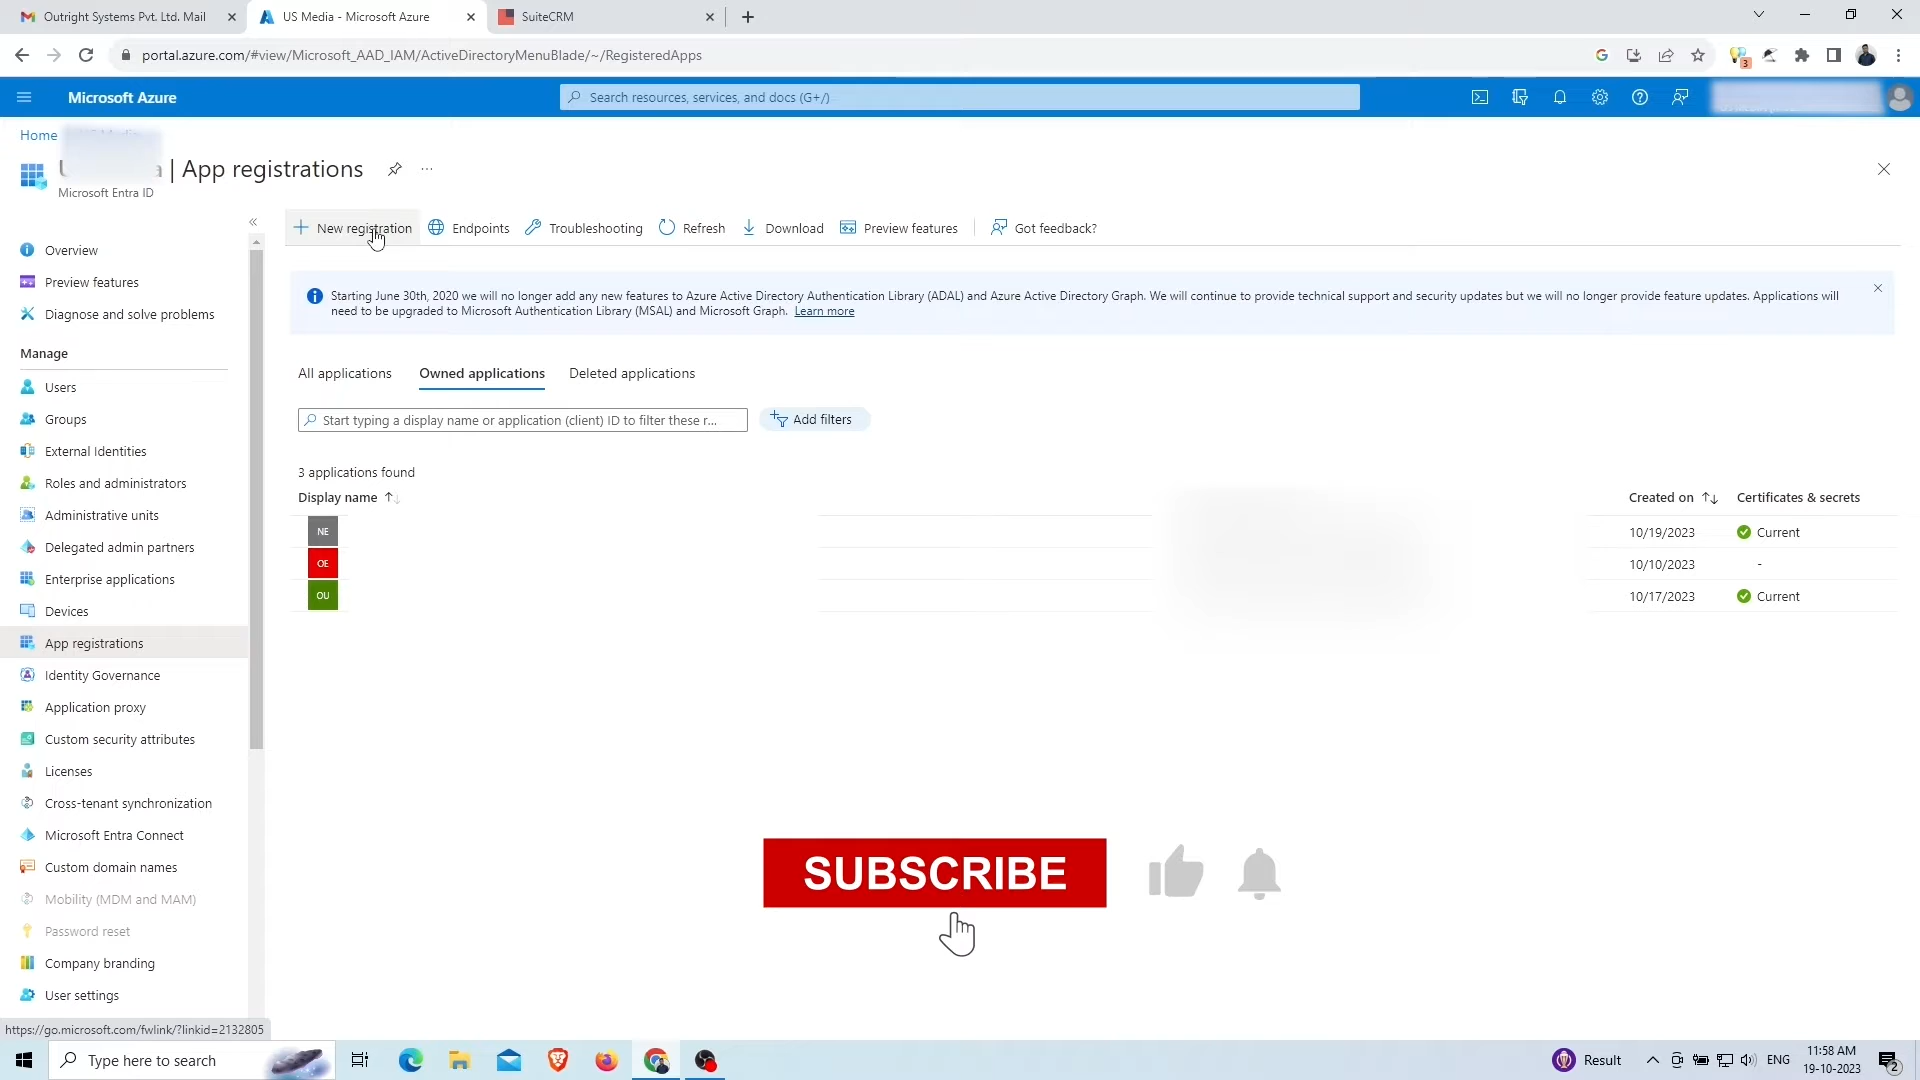 Outright Systems Pvt. Ltd. Mail
US Media - Microsoft Azure
SuiteCRM
portal.azure.com/#view/Microsoft_AAD_IAM/ActiveDirectoryMenuBlade/~/RegisteredApps
3
Microsoft Azure
Search resources, services, and docs (G+/)
Home
| App registrations
Microsoft Entra ID
New registration
Endpoints
Troubleshooting
Refresh
Download
Preview features
Got feedback?
Overview
Preview features
Diagnose and solve problems
Manage
Users
Groups
External Identities
Roles and administrators
Administrative units
Delegated admin partners
Enterprise applications
Devices
App registrations
Identity Governance
Application proxy
Custom security attributes
Licenses
Cross-tenant synchronization
Microsoft Entra Connect
Custom domain names
Mobility (MDM and MAM)
Password reset
Company branding
User settings
Starting June 30th, 2020 we will no longer add any new features to Azure Active Directory Authentication Library (ADAL) and Azure Active Directory Graph. We will continue to provide technical support and security updates but we will no longer provide feature updates. Applications will
need to be upgraded to Microsoft Authentication Library (MSAL) and Microsoft Graph. Learn more
All applications
Owned applications
Deleted applications
Start typing a display name or application (client) ID to filter these r...
Add filters
3 applications found
Display name
Created on
Certificates & secrets
NE
10/19/2023
Current
OE
10/10/2023
-
OU
10/17/2023
Current
SUBSCRIBE
https://go.microsoft.com/fwlink/?linkid=2132805
Type here to search
Result
ENG
11:58 AM
19-10-2023
2